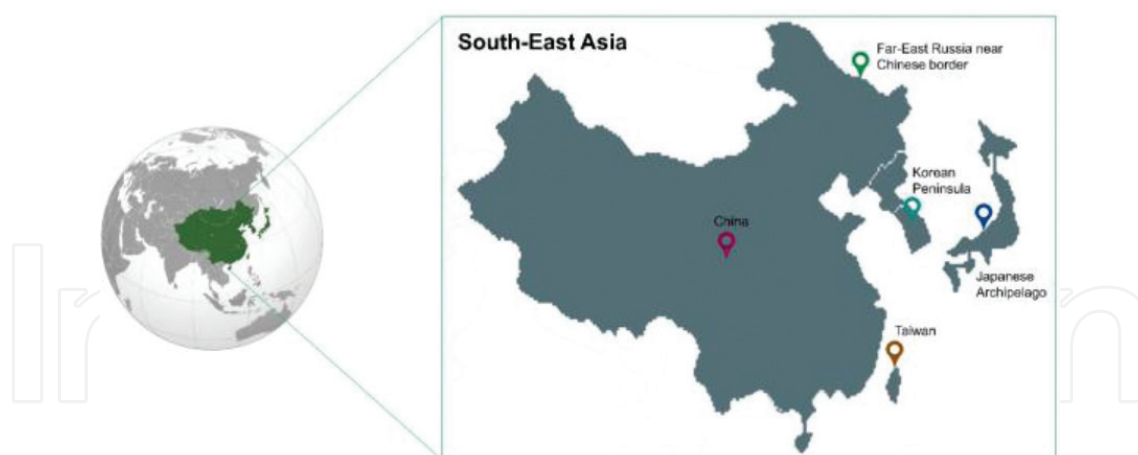 South-East Asia
Far-East Russia near
Chinese border
Korean
Peninsula
China
Japanese
Archipelago
Taiwan